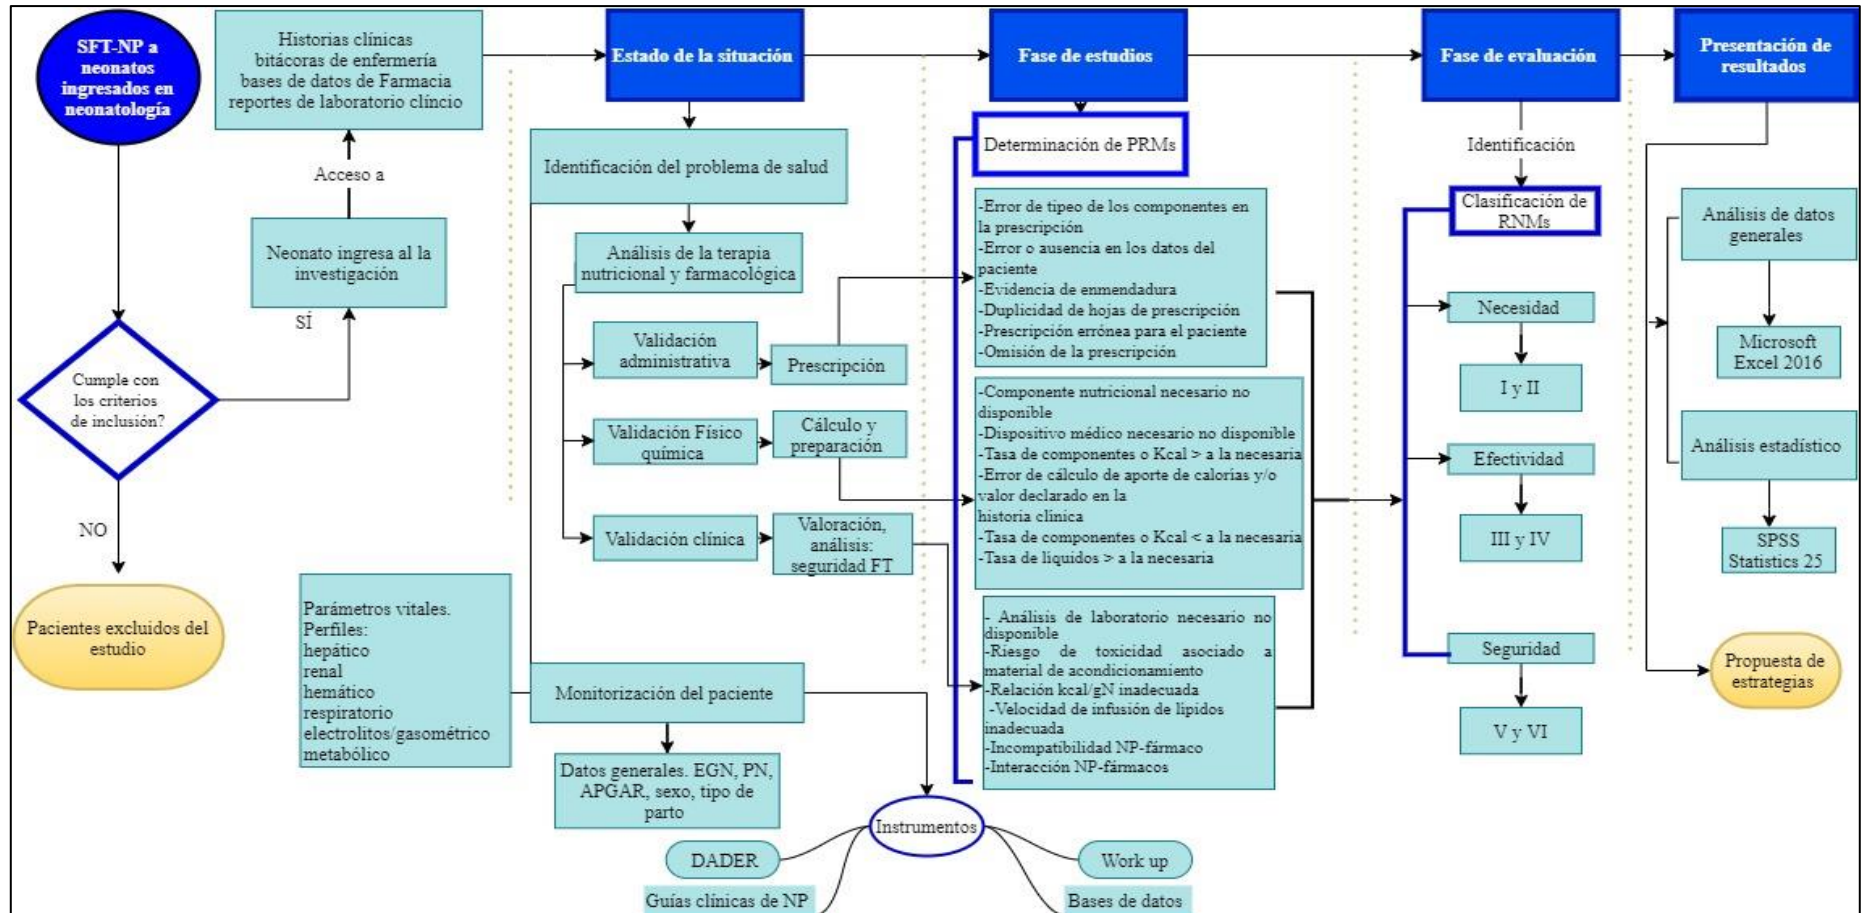 SFT-NP a
neonatos
ingresados en
neonatología
Cumple con
los criterios
de inclusión?
NO
Pacientes excluidos del
estudio
SÍ
Neonato ingresa al la
investigación
Acceso a
Historias clínicas
bitácoras de enfermería
bases de datos de Farmacia
reportes de laboratorio clíncio
Estado de la situación
Identificación del problema de salud
Análisis de la terapia
nutricional y farmacológica
Validación
administrativa
Prescripción
Validación Físico
química
Cálculo y
preparación
Validación clínica
Valoración,
análisis:
seguridad FT
Parámetros vitales.
Perfiles:
hepático
renal
hemático
respiratorio
electrolitos/gasométrico
metabólico
Monitorización del paciente
Datos generales. EGN, PN,
APGAR, sexo, tipo de
parto
Instrumentos
DADER
Guías clínicas de NP
Work up
Bases de datos
Fase de estudios
Determinación de PRMs
-Error de tipeo de los componentes en
la prescripción
-Error o ausencia en los datos del
paciente
-Evidencia de enmendadura
-Duplicidad de hojas de prescripción
-Prescripción errónea para el paciente
-Omisión de la prescripción
-Componente nutricional necesario no
disponible
-Dispositivo médico necesario no disponible
-Tasa de componentes o Kcal > a la necesaria
-Error de cálculo de aporte de calorías y/o
valor declarado en la
historia clínica
-Tasa de componentes o Kcal < a la necesaria
-Tasa de líquidos > a la necesaria
- Análisis de laboratorio necesario no
disponible
-Riesgo de toxicidad asociado a
material de acondicionamiento
-Relación kcal/gN inadecuada
-Velocidad de infusión de lípidos
inadecuada
-Incompatibilidad NP-fármaco
-Interacción NP-fármacos
Fase de evaluación
Identificación
Clasificación de
RNMs
Necesidad
I y II
Efectividad
III y IV
Seguridad
V y VI
Presentación de
resultados
Análisis de datos
generales
Microsoft
Excel 2016
Análisis estadístico
SPSS
Statistics 25
Propuesta de
estrategias